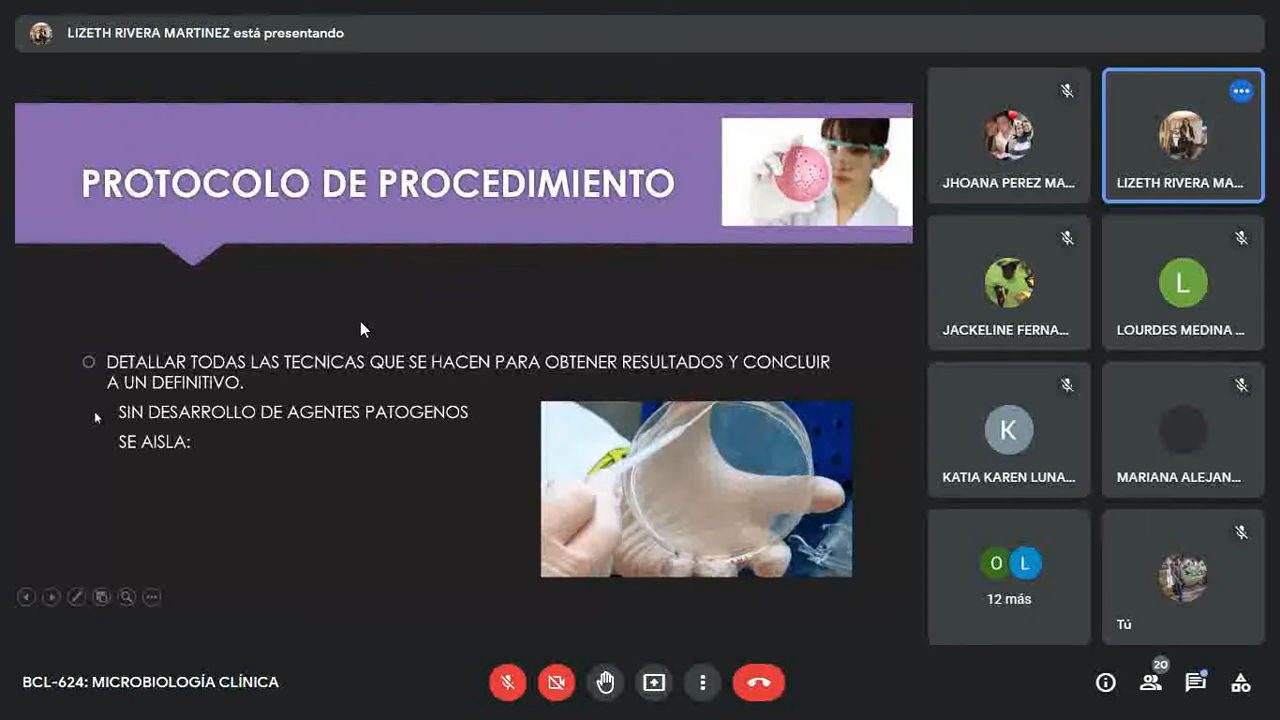 LIZETH RIVERA MARTINEZ está presentando
PROTOCOLO DE PROCEDIMIENTO
DETALLAR TODAS LAS TECNICAS QUE SE HACEN PARA OBTENER RESULTADOS Y CONCLUIR
A UN DEFINITIVO.
SIN DESARROLLO DE AGENTES PATOGENOS
SE AISLA:
JHOANA PEREZ MA...
LIZETH RIVERA MA...
JACKELINE FERNA...
L
LOURDES MEDINA ...
K
KATIA KAREN LUNA...
MARIANA ALEJAN...
O L
12 más
Tú
BCL-624: MICROBIOLOGÍA CLÍNICA
20